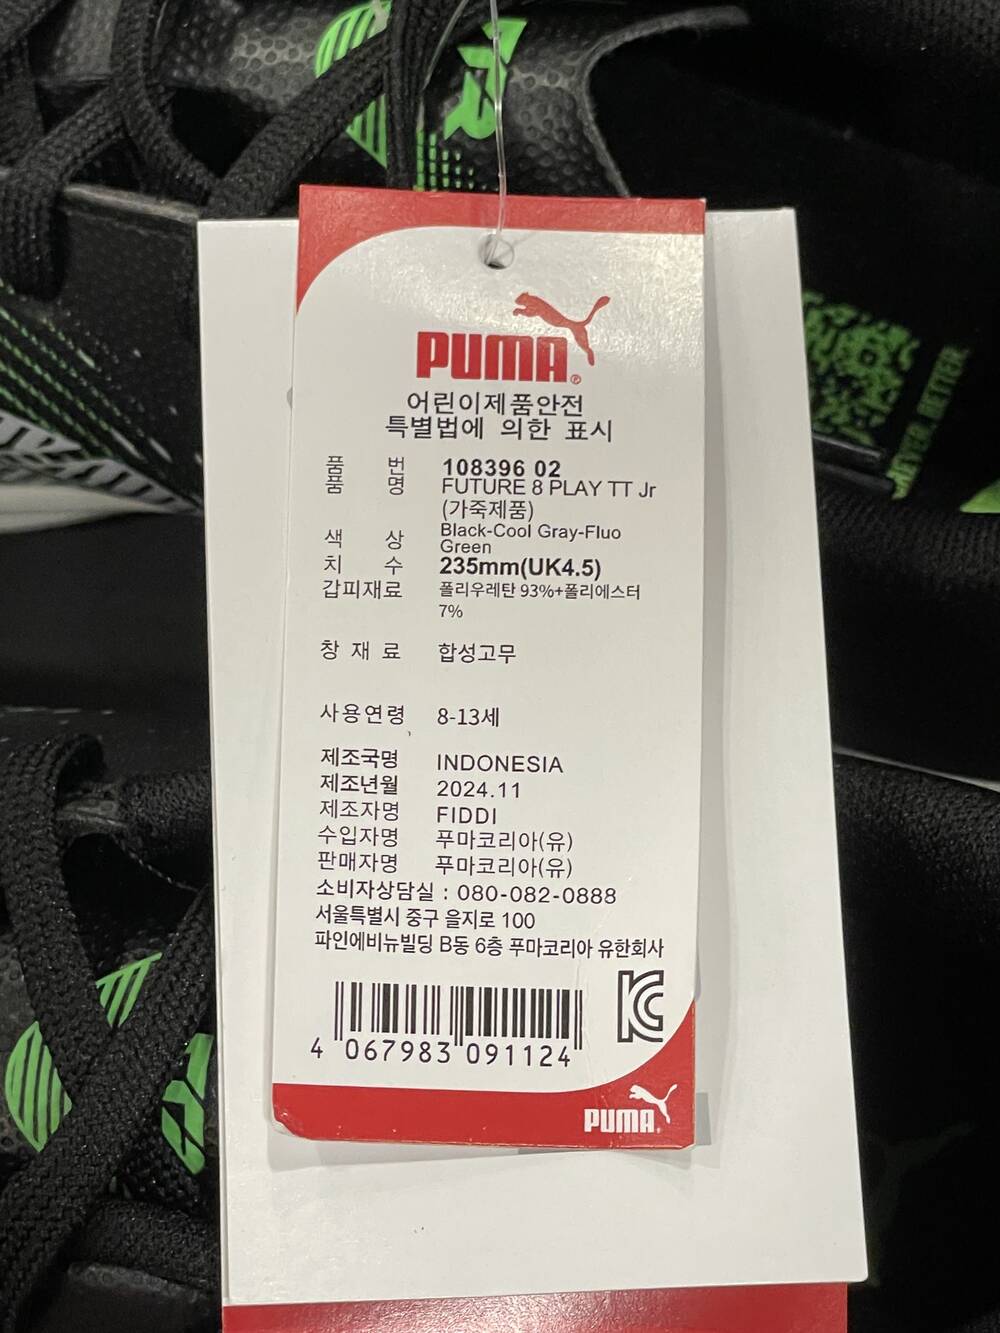 PUMA
어린이제품안전
특별법에 의한 표시
품 번 108396 02
품 명 FUTURE 8 PLAY TT Jr
(가죽제품)
색 상 Black-Cool Gray-Fluo
Green
치 수 235mm(UK4.5)
갑피재료 폴리우레탄 93%+폴리에스터
7%
창 재 료 합성고무
사용연령 8-13세
제조국명 INDONESIA
제조년월 2024.11
제조자명 FIDDI
수입자명 푸마코리아(유)
판매자명 푸마코리아(유)
소비자상담실 : 080-082-0888
서울특별시 중구 을지로 100
파인에비뉴빌딩 B동 6층 푸마코리아 유한회사
4 067983 091124
KC
PUMA
BETTER